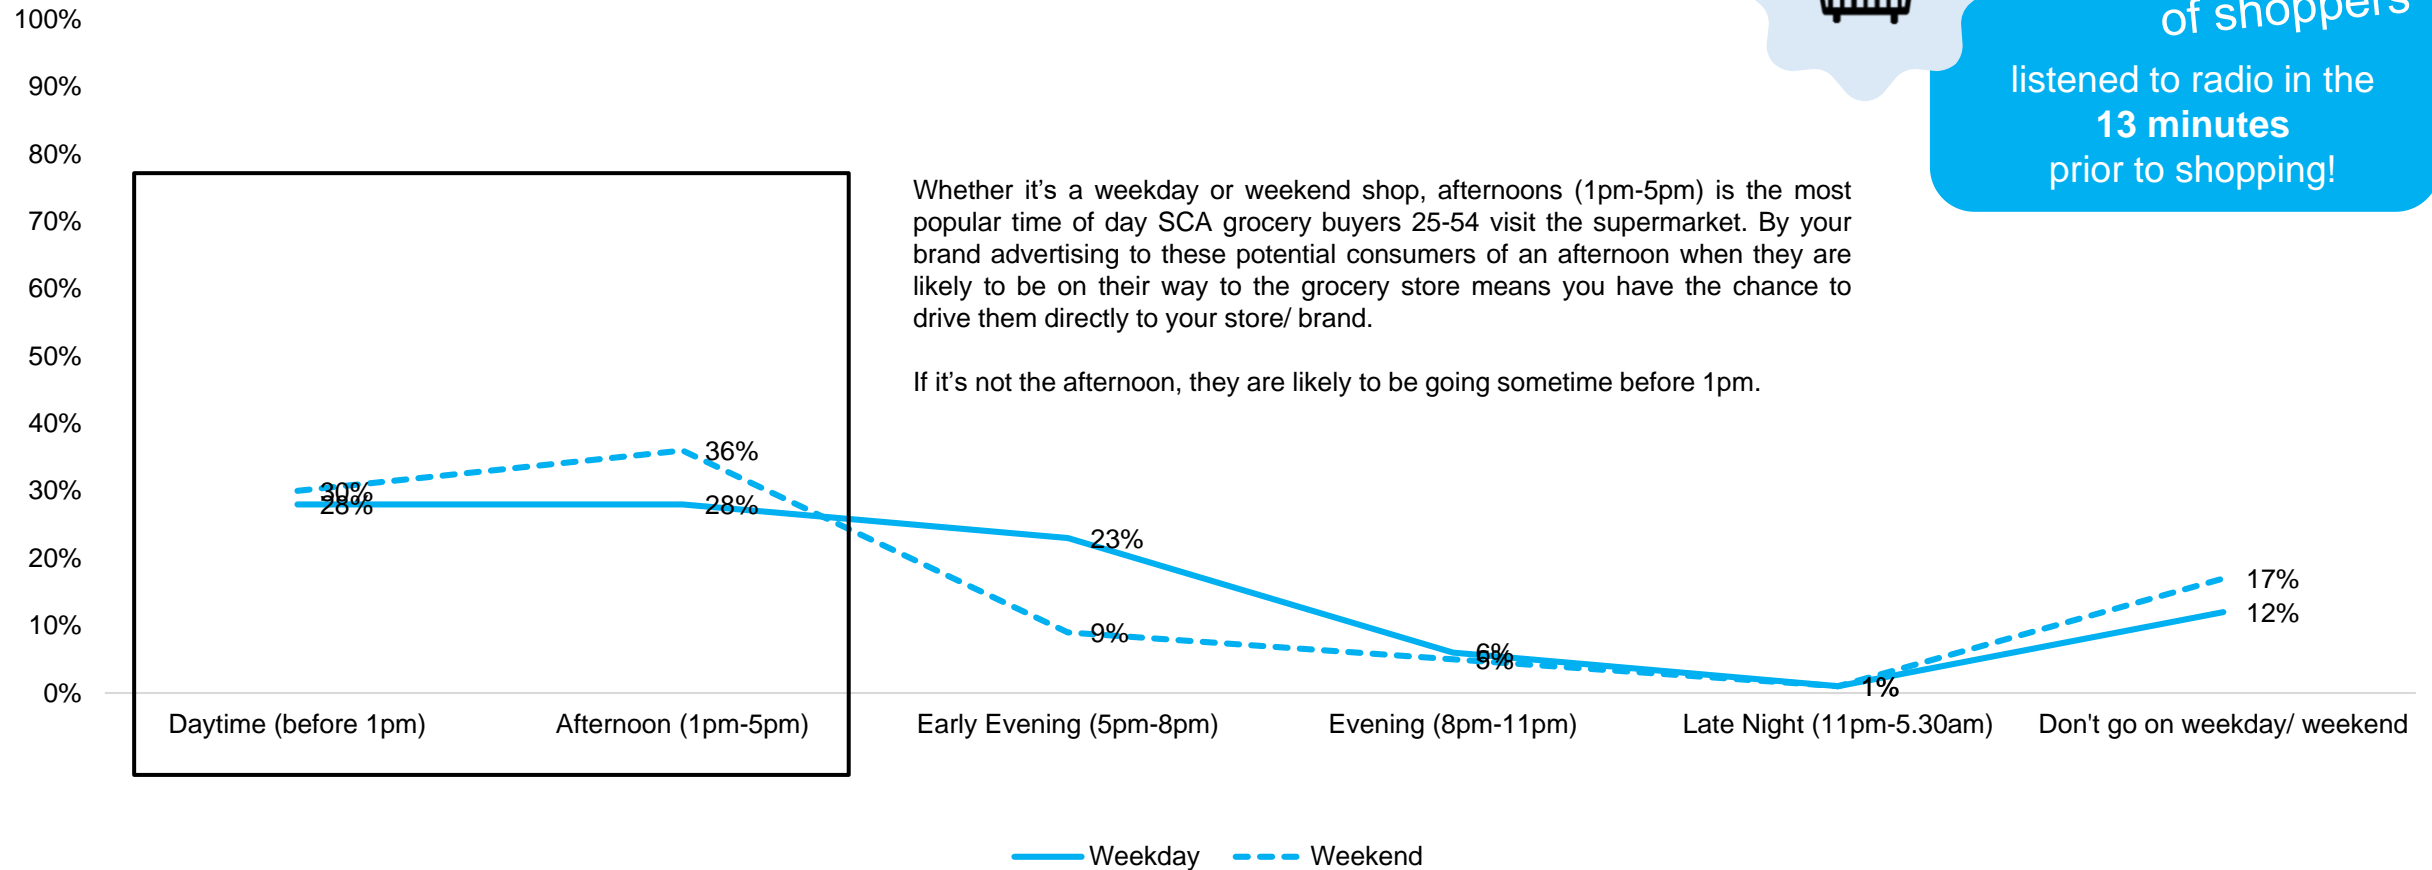 of shoppers
listened to radio in the
13 minutes
prior to shopping!
100%
90%
80%
70%
60%
50%
40%
30%
20%
10%
0%
Whether it’s a weekday or weekend shop, afternoons (1pm-5pm) is the most
popular time of day SCA grocery buyers 25-54 visit the supermarket. By your
brand advertising to these potential consumers of an afternoon when they are
likely to be on their way to the grocery store means you have the chance to
drive them directly to your store/ brand.
If it’s not the afternoon, they are likely to be going sometime before 1pm.
30%
28%
36%
28%
23%
9%
6%
5%
1%
17%
12%
Daytime (before 1pm)
Afternoon (1pm-5pm)
Early Evening (5pm-8pm)
Evening (8pm-11pm)
Late Night (11pm-5.30am)
Don't go on weekday/ weekend
Weekday
Weekend